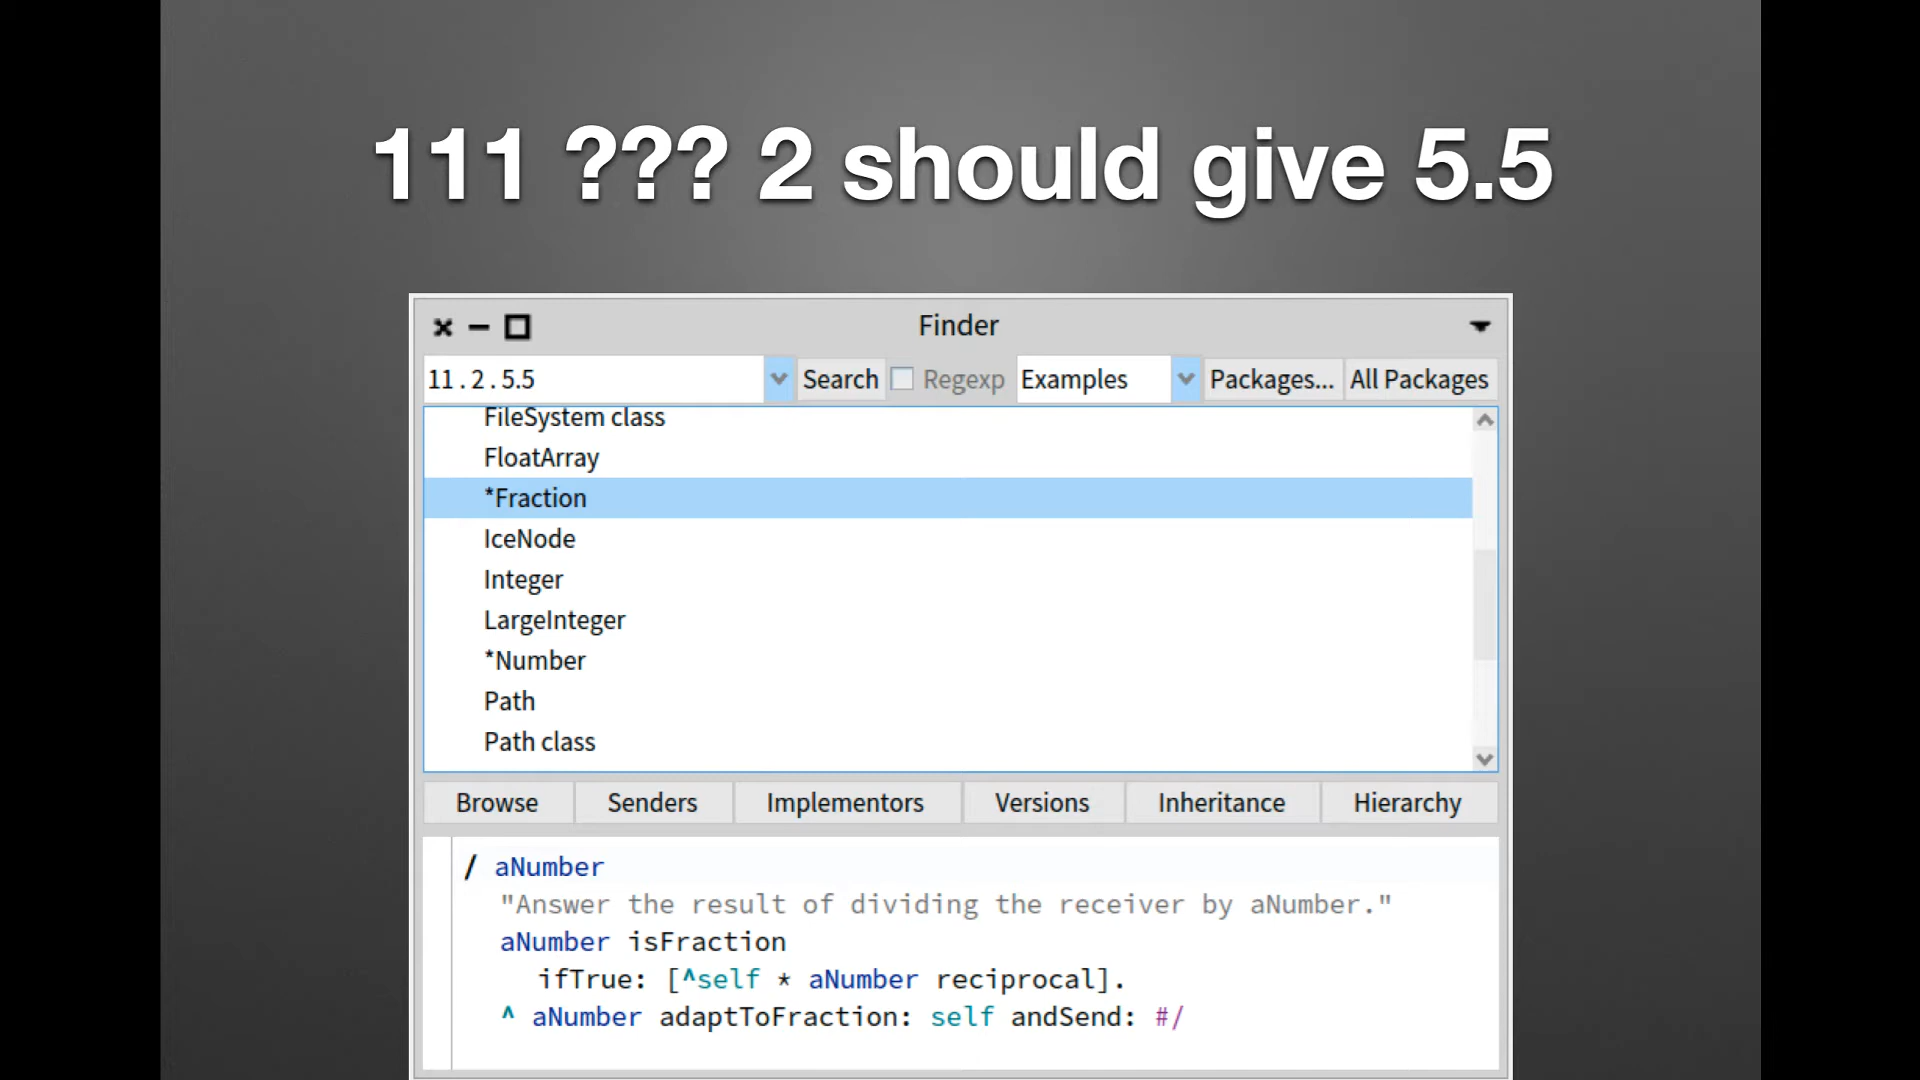 111 ??? 2 should give 5.5
Finder
11 . 2 . 5.5 Search Regexp Examples Packages... All Packages
FileSystem class
FloatArray
*Fraction
IceNode
Integer
LargeInteger
*Number
Path
Path class
Browse Senders Implementors Versions Inheritance Hierarchy
/ aNumber
"Answer the result of dividing the receiver by aNumber."
aNumber isFraction
ifTrue: [^self * aNumber reciprocal].
^ aNumber adaptToFraction: self andSend: #/